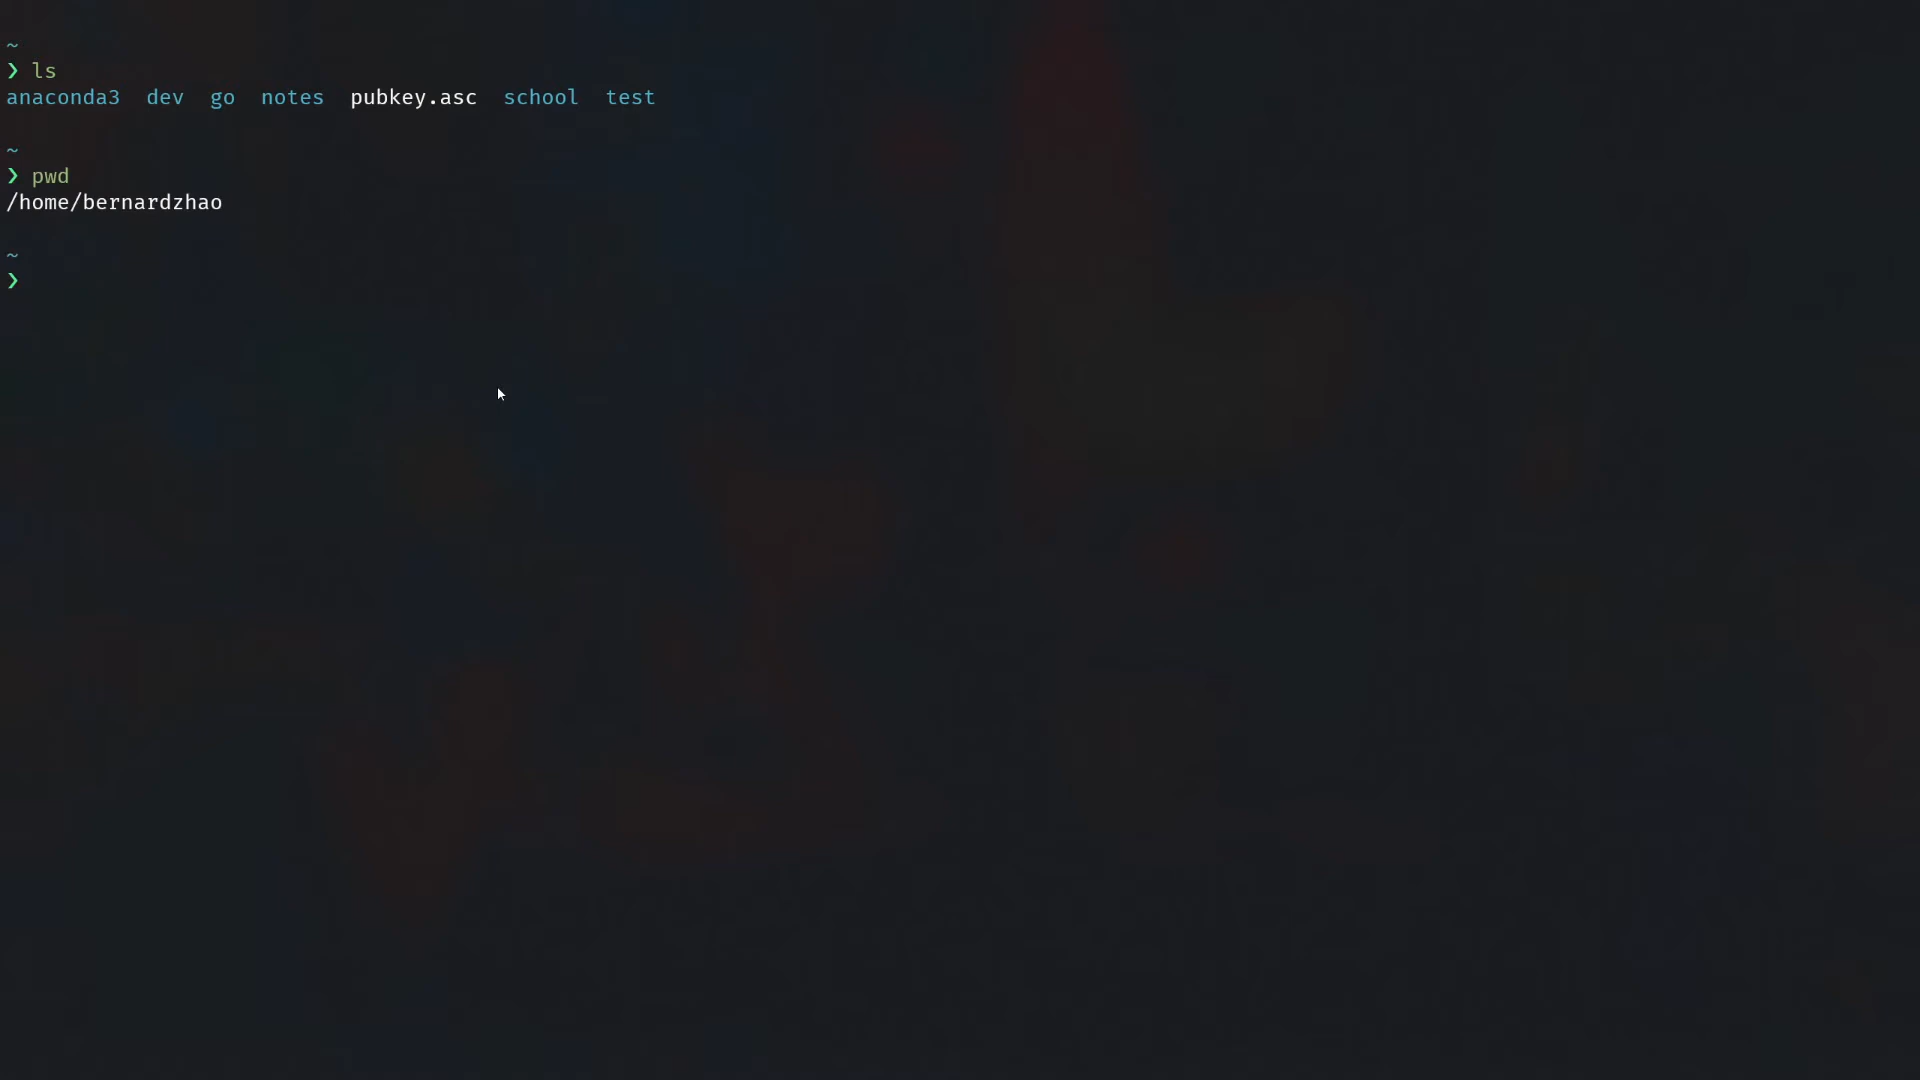 ~
❯ ls
anaconda3  dev  go  notes  pubkey.asc  school  test
~
❯ pwd
/home/bernardzhao
~
❯